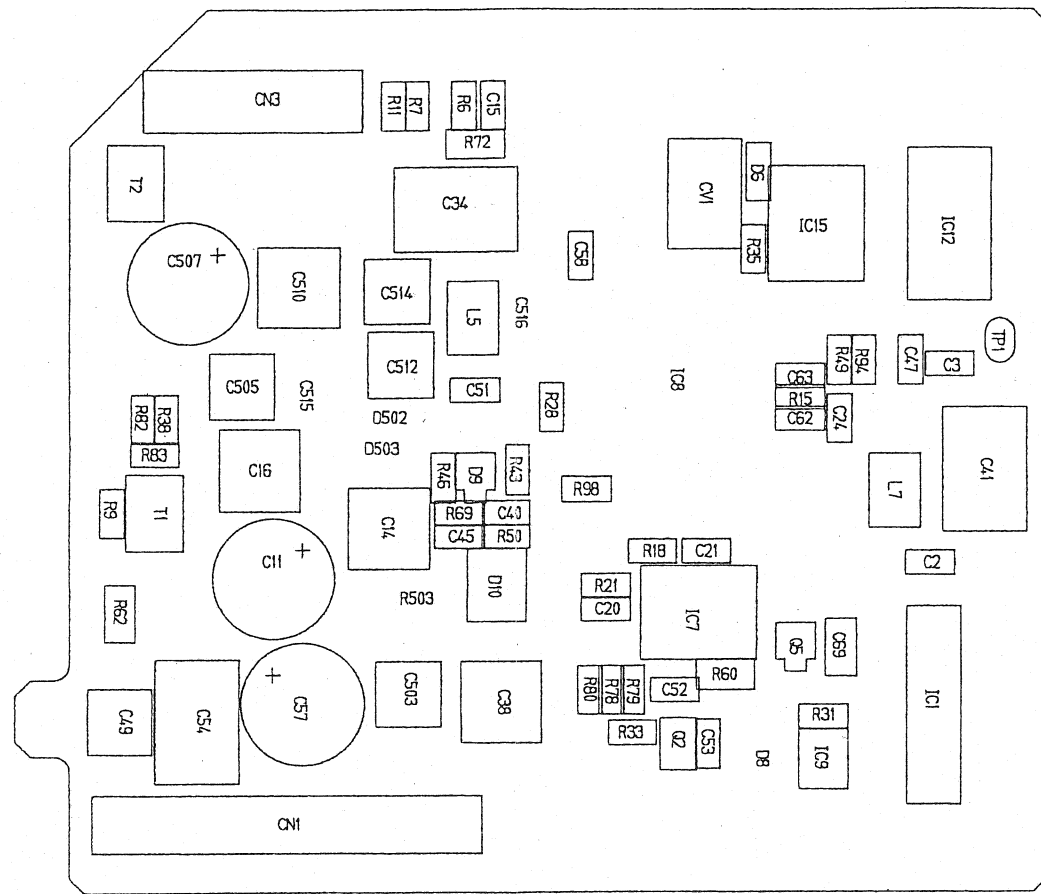 CN3
R11
R7
R6
C15
R72
T2
C34
CV1
D6
IC15
IC12
C507
C510
C514
L5
C516
C58
R35
TP1
C505
C515
C512
C51
R28
IC8
C63
R49
R94
C47
C3
R15
C62
C24
D502
D503
R82
R38
R83
C16
R46
D9
R43
R98
L7
C41
R9
T1
C14
R69
C40
C45
R50
C11
R503
D10
R18
C21
C2
R21
C20
IC7
R62
Q5
C69
IC1
C49
C54
C57
C503
C38
R80
R78
R79
C52
R60
R33
Q2
C53
D8
R31
IC9
CN1